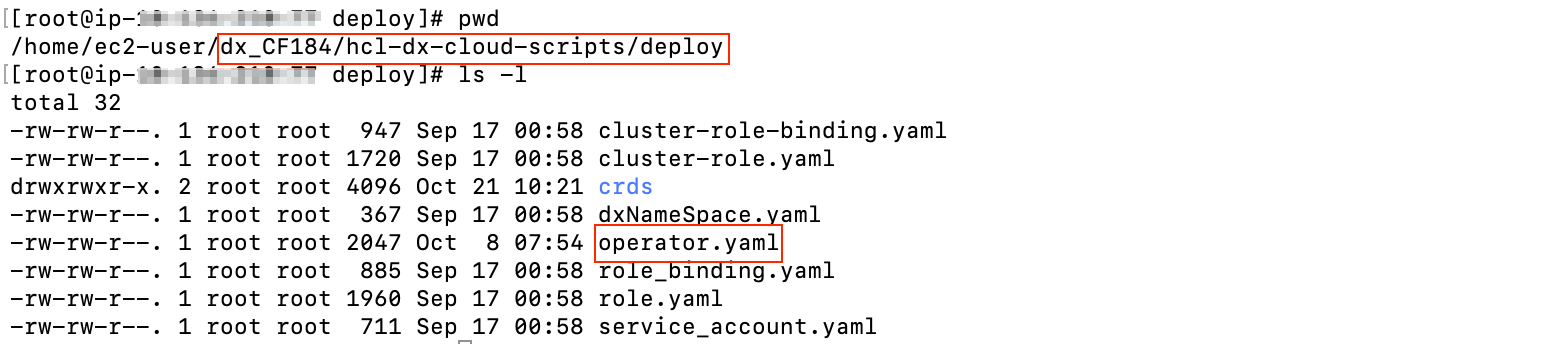 [[root@ip- deploy]# pwd
/home/ec2-user/dx_CF184/hcl-dx-cloud-scripts/deploy
[[root@ip- deploy]# ls -l
total 32
-rw-rw-r--. 1 root root  947 Sep 17 00:58 cluster-role-binding.yaml
-rw-rw-r--. 1 root root 1720 Sep 17 00:58 cluster-role.yaml
drwxrwxr-x. 2 root root 4096 Oct 21 10:21 crds
-rw-rw-r--. 1 root root  367 Sep 17 00:58 dxNameSpace.yaml
-rw-rw-r--. 1 root root 2047 Oct  8 07:54 operator.yaml
-rw-rw-r--. 1 root root  885 Sep 17 00:58 role_binding.yaml
-rw-rw-r--. 1 root root 1960 Sep 17 00:58 role.yaml
-rw-rw-r--. 1 root root  711 Sep 17 00:58 service_account.yaml